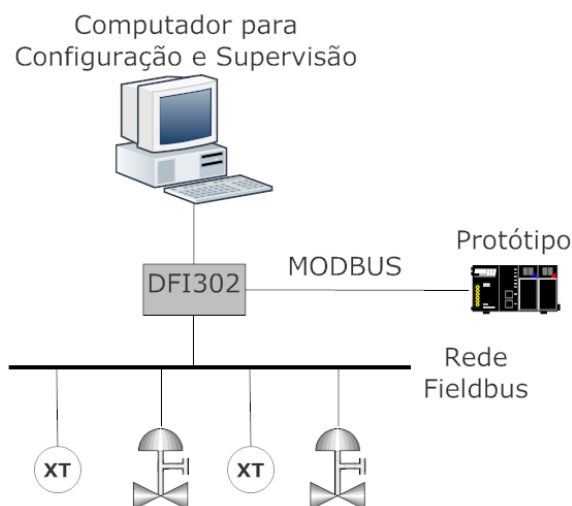 Computador para
Configuração e Supervisão
DFI302
MODBUS
Protótipo
Rede
Fieldbus
XT
XT